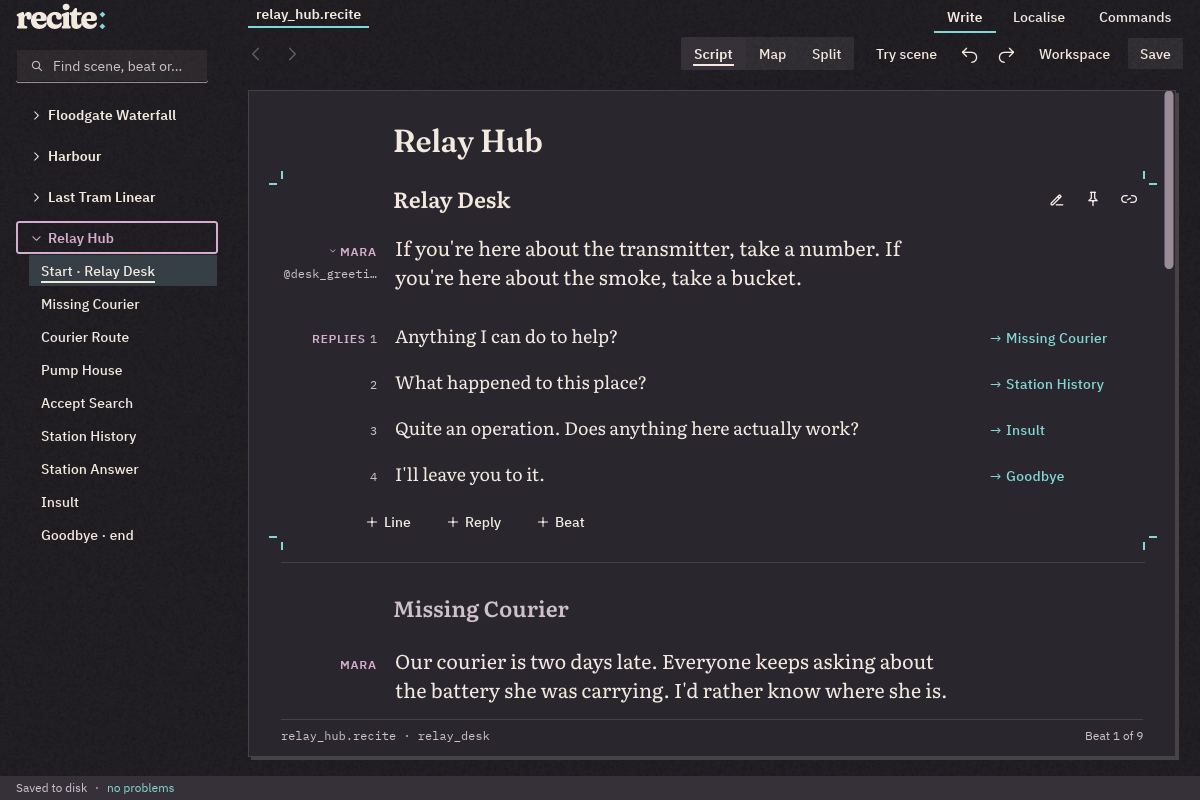 recite:
relay_hub.recite
Write
Localise
Commands
Find scene, beat or...
Script
Map
Split
Try scene
Workspace
Save
Floodgate Waterfall
Harbour
Last Tram Linear
Relay Hub
Start · Relay Desk
Missing Courier
Courier Route
Pump House
Accept Search
Station History
Station Answer
Insult
Goodbye · end
Relay Hub
Relay Desk
MARA
@desk_greeti…
If you're here about the transmitter, take a number. If
you're here about the smoke, take a bucket.
REPLIES 1 Anything I can do to help? → Missing Courier
2 What happened to this place? → Station History
3 Quite an operation. Does anything here actually work? → Insult
4 I'll leave you to it. → Goodbye
+ Line + Reply + Beat
Missing Courier
MARA
Our courier is two days late. Everyone keeps asking about
the battery she was carrying. I'd rather know where she is.
relay_hub.recite · relay_desk
Beat 1 of 9
Saved to disk · no problems